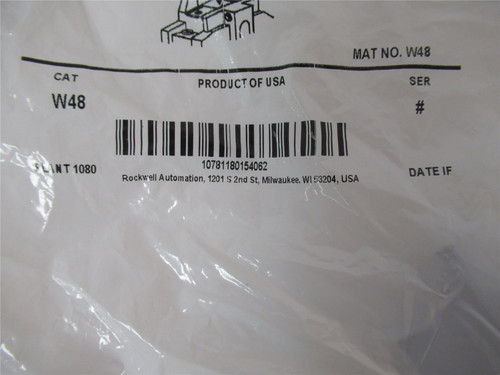 MAT NO. W48
CAT PRODUCT OF USA SER
W48 #
10781180154062
PLANT 1080 DATE IF
Rockwell Automation, 1201 S 2nd St, Milwaukee, WI 53204, USA